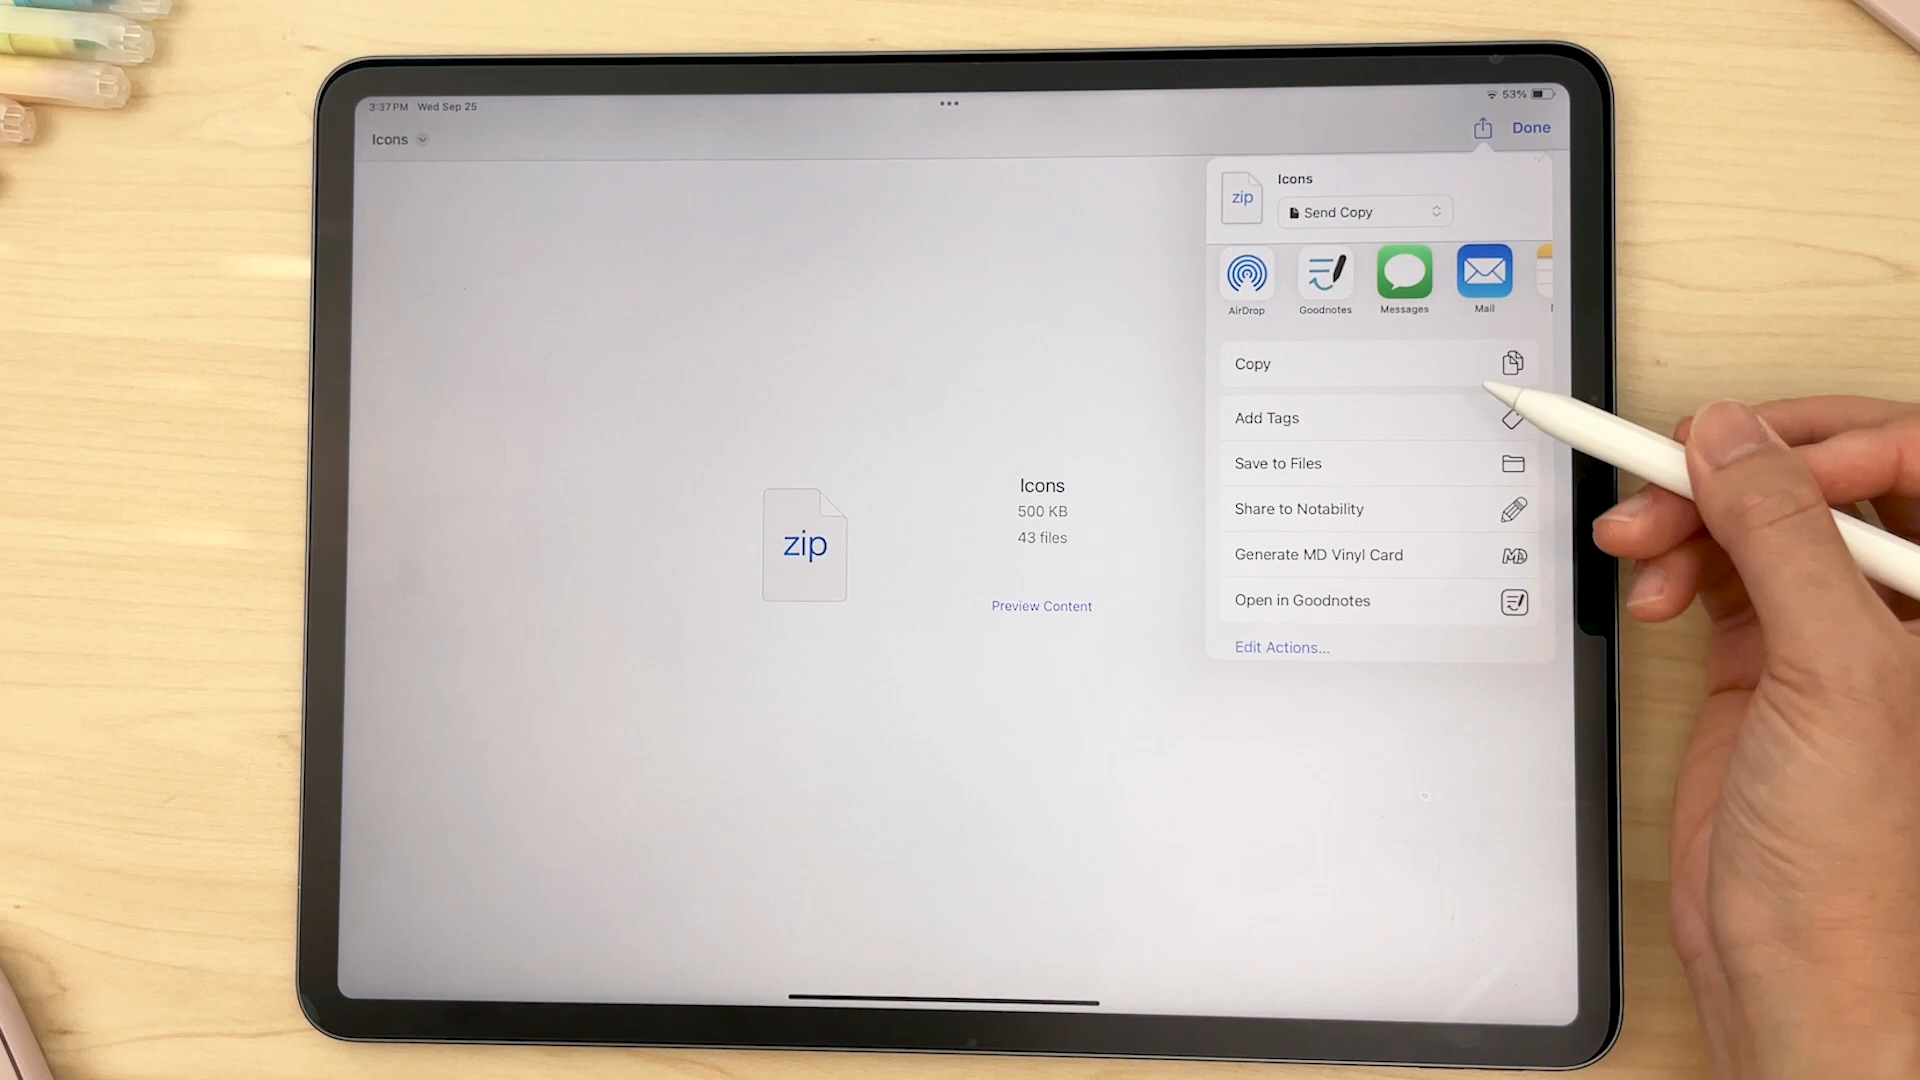 3:37 PM Wed Sep 25
53%
Icons
Done
Icons
zip
Send Copy
AirDrop
Goodnotes
Messages
Mail
Copy
Add Tags
Save to Files
Share to Notability
Generate MD Vinyl Card
MD
Open in Goodnotes
Edit Actions...
zip
Icons
500 KB
43 files
Preview Content